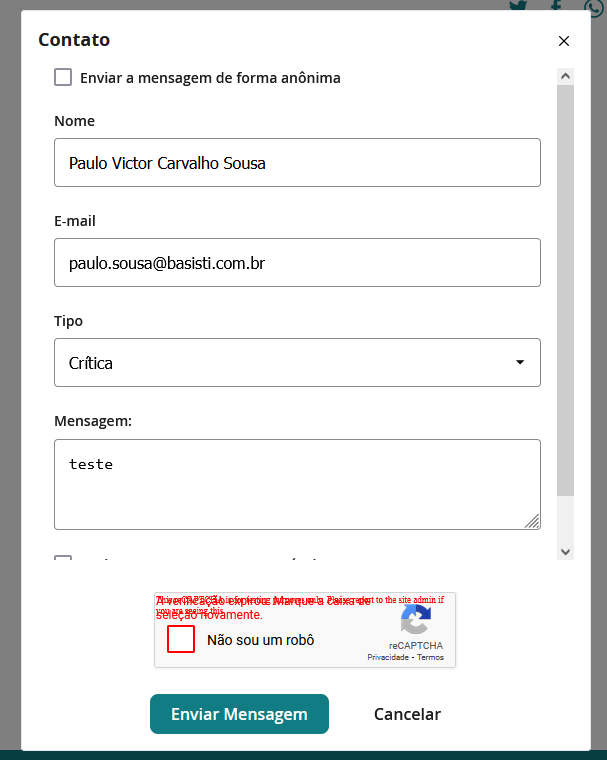 Contato
Enviar a mensagem de forma anônima
Nome
Paulo Victor Carvalho Sousa
E-mail
paulo.sousa@basisti.com.br
Tipo
Crítica
Mensagem:
teste
This reCAPTCHA is for testing purposes only. Please report to the site admin if
you are seeing this.
A verificação expirou. Marque a caixa de
seleção novamente.
Não sou um robô
reCAPTCHA
Privacidade - Termos
Enviar Mensagem
Cancelar